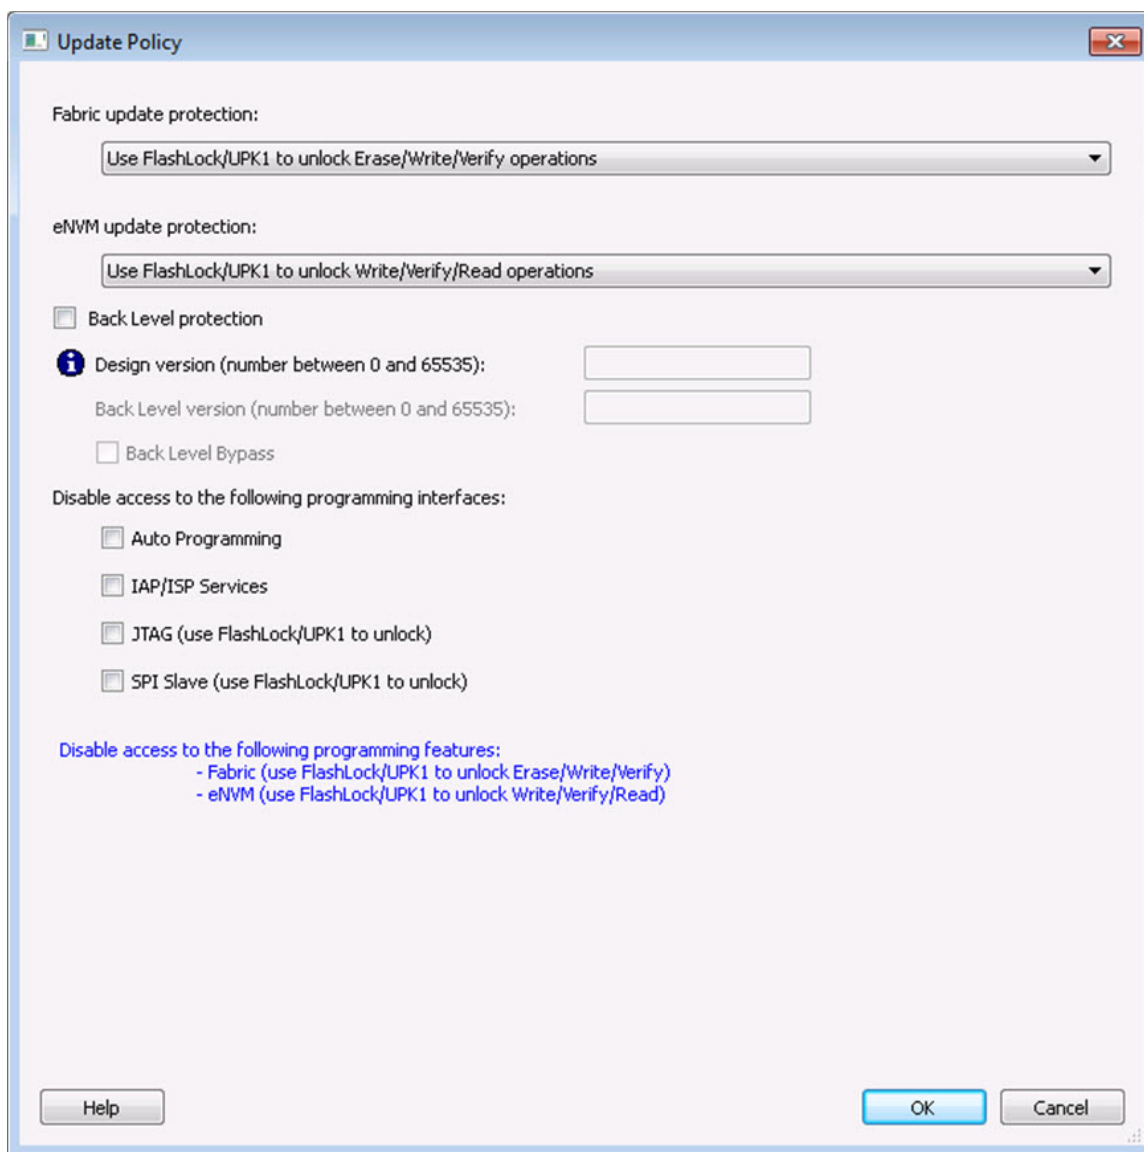 Update Policy
Fabric update protection:
Use FlashLock/UPK1 to unlock Erase/Write/Verify operations
eNVM update protection:
Use FlashLock/UPK1 to unlock Write/Verify/Read operations
Back Level protection
Design version (number between 0 and 65535):
Back Level version (number between 0 and 65535):
Back Level Bypass
Disable access to the following programming interfaces:
Auto Programming
IAP/ISP Services
JTAG (use FlashLock/UPK1 to unlock)
SPI Slave (use FlashLock/UPK1 to unlock)
Disable access to the following programming features:
- Fabric (use FlashLock/UPK1 to unlock Erase/Write/Verify)
- eNVM (use FlashLock/UPK1 to unlock Write/Verify/Read)
Help OK Cancel